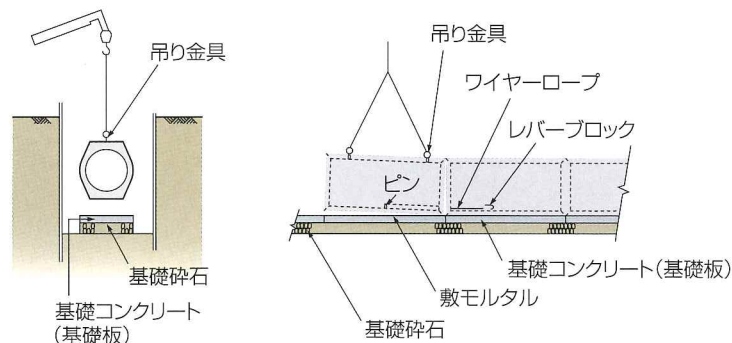 吊り金具
基礎砕石
基礎コンクリート
(基礎板)
吊り金具
ワイヤーロープ
レバーブロック
ピン
基礎コンクリート(基礎板)
敷モルタル
基礎砕石